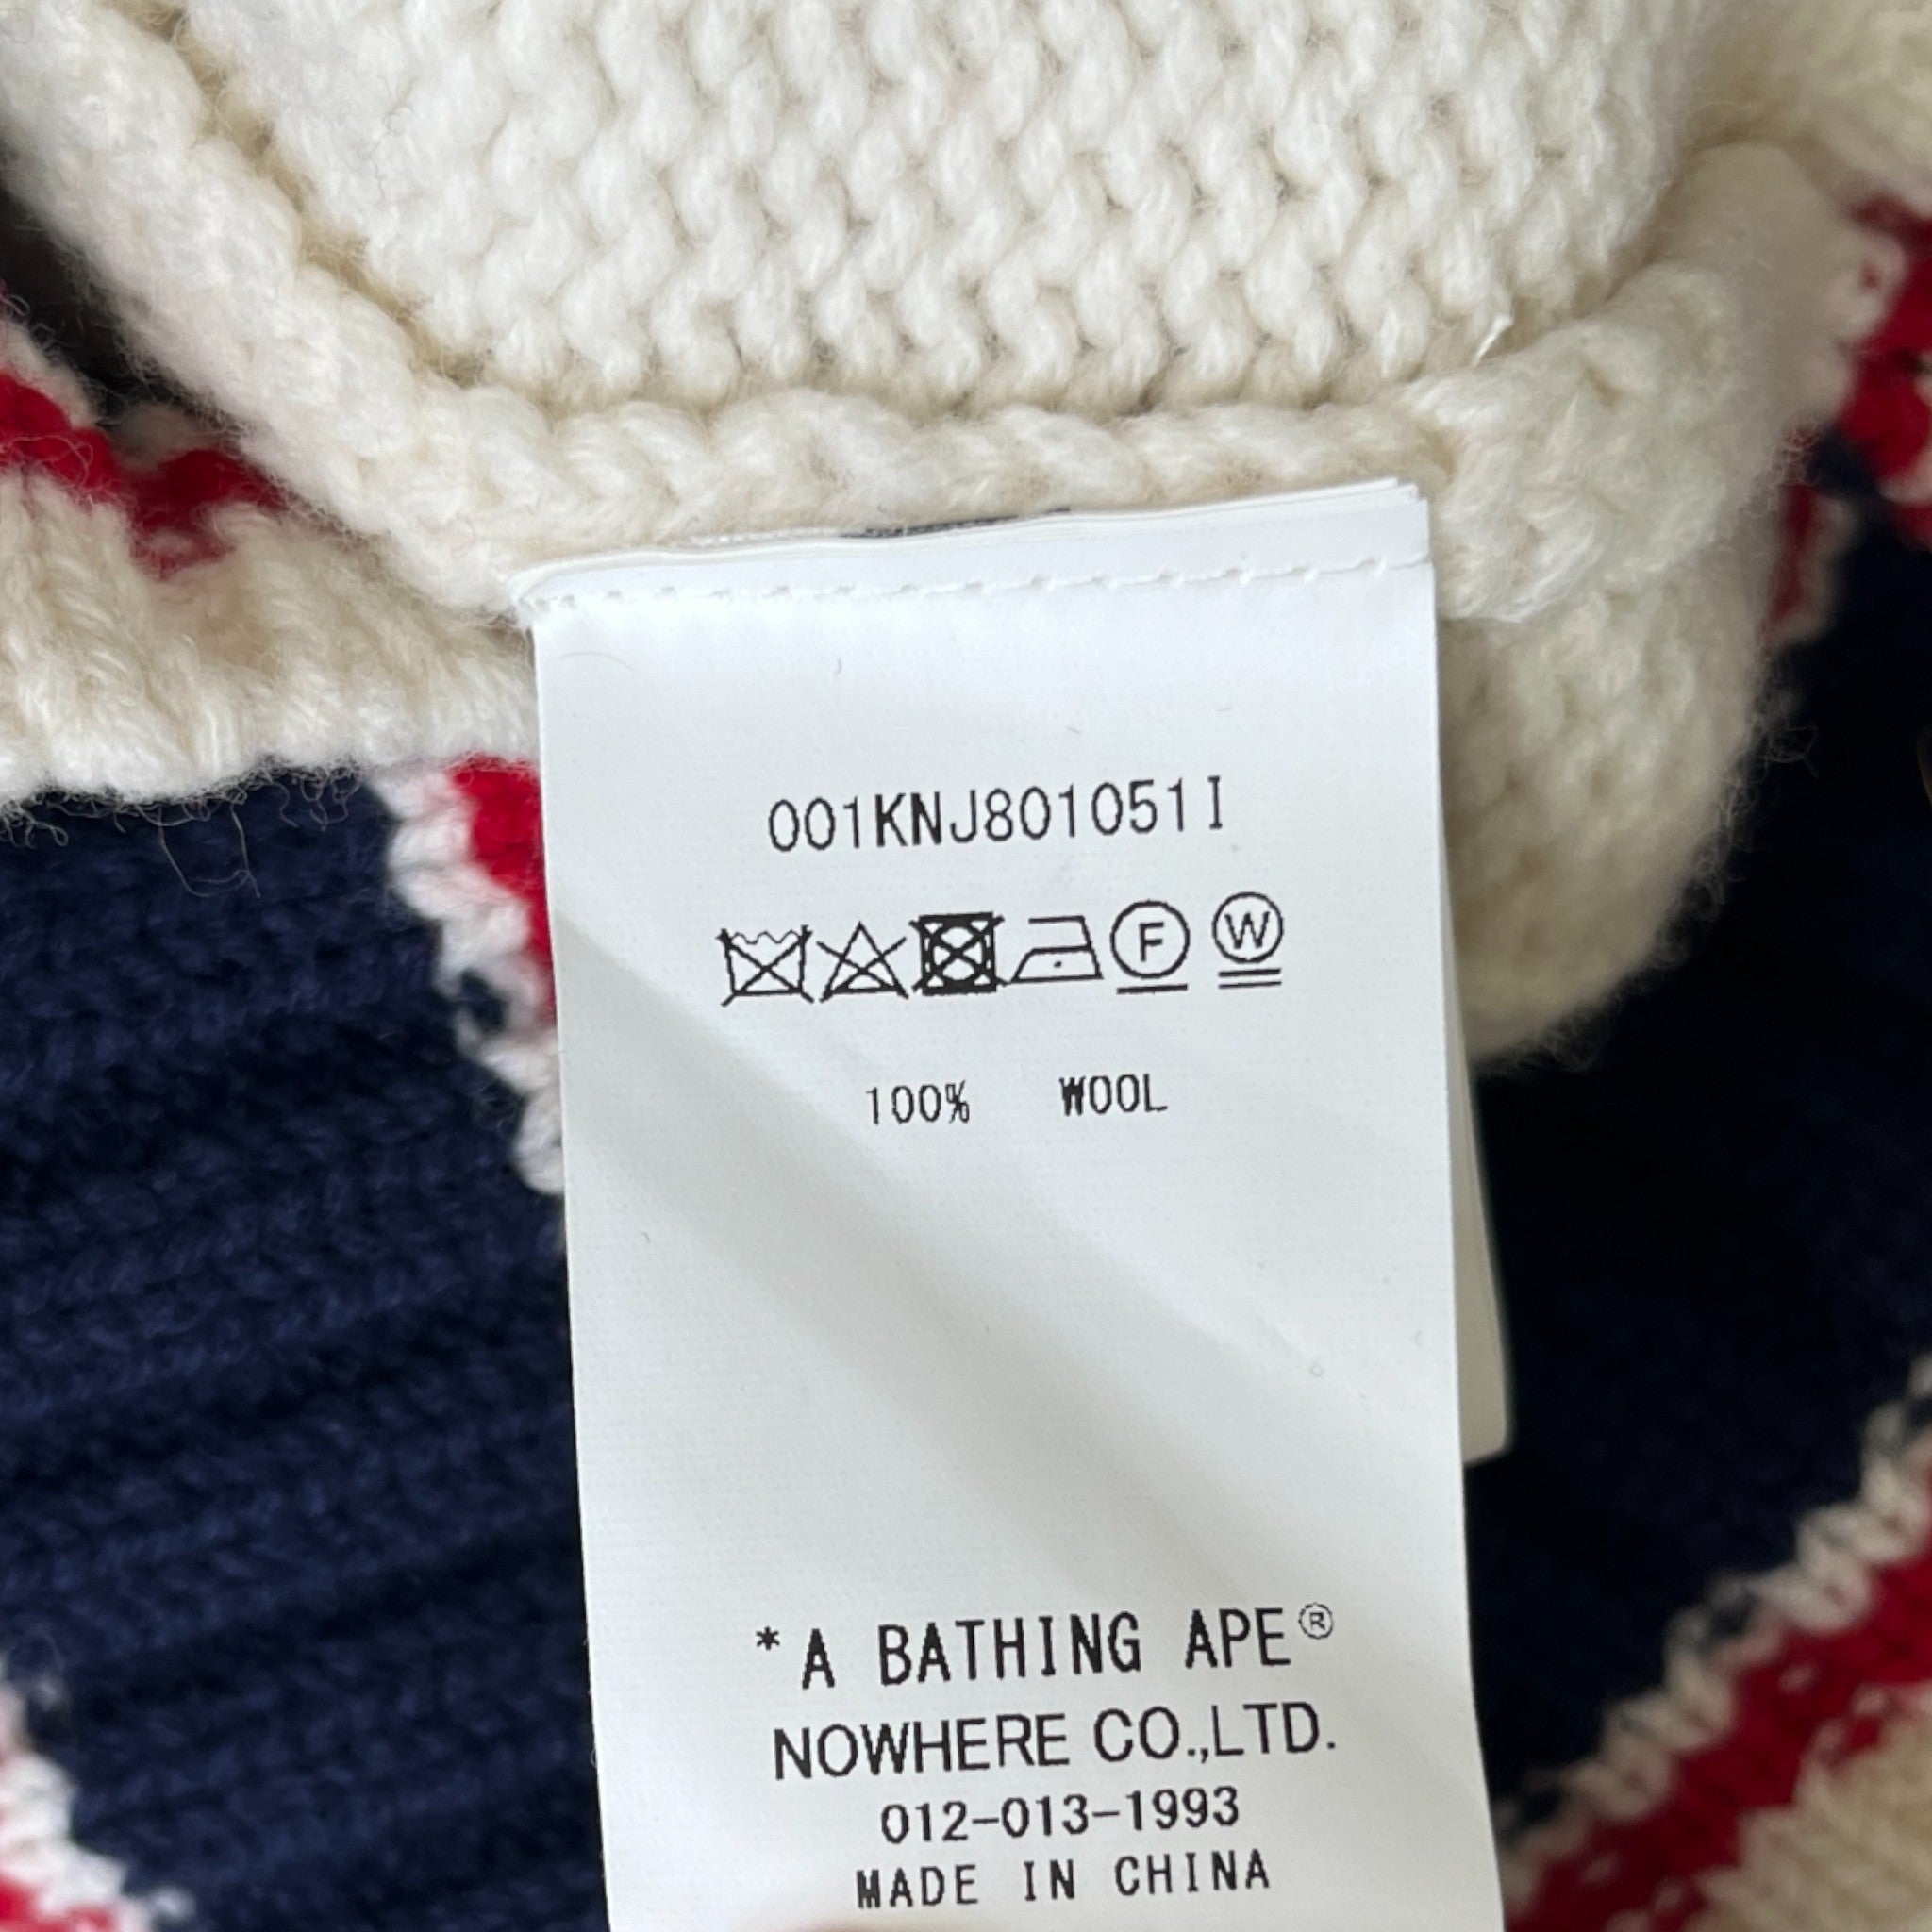 001KNJ801051I
F W
100% WOOL
*A BATHING APE®
NOWHERE CO.,LTD.
012-013-1993
MADE IN CHINA